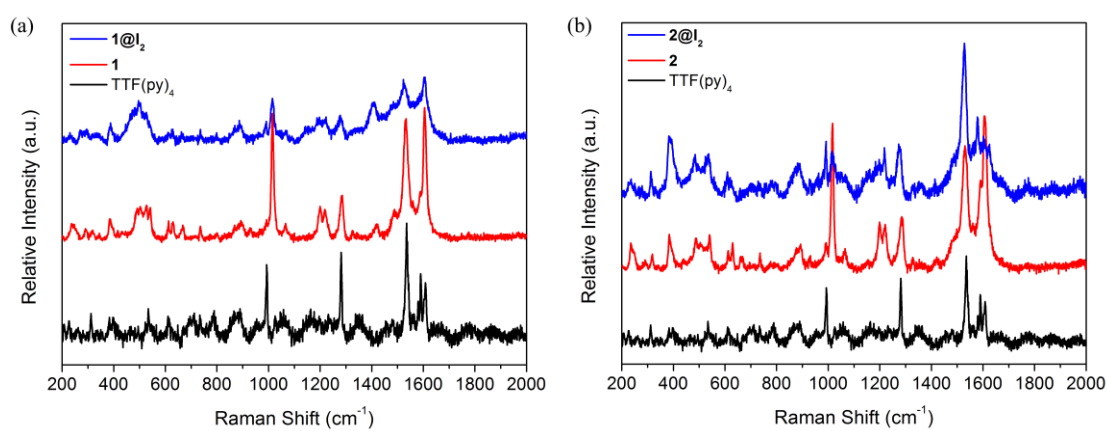 (a)
1@I₂
1
TTF(py)₄
Relative Intensity (a.u.)
200 400 600 800 1000 1200 1400 1600 1800 2000
Raman Shift (cm⁻¹)
(b)
2@I₂
2
TTF(py)₄
Relative Intensity (a.u.)
200 400 600 800 1000 1200 1400 1600 1800 2000
Raman Shift (cm⁻¹)